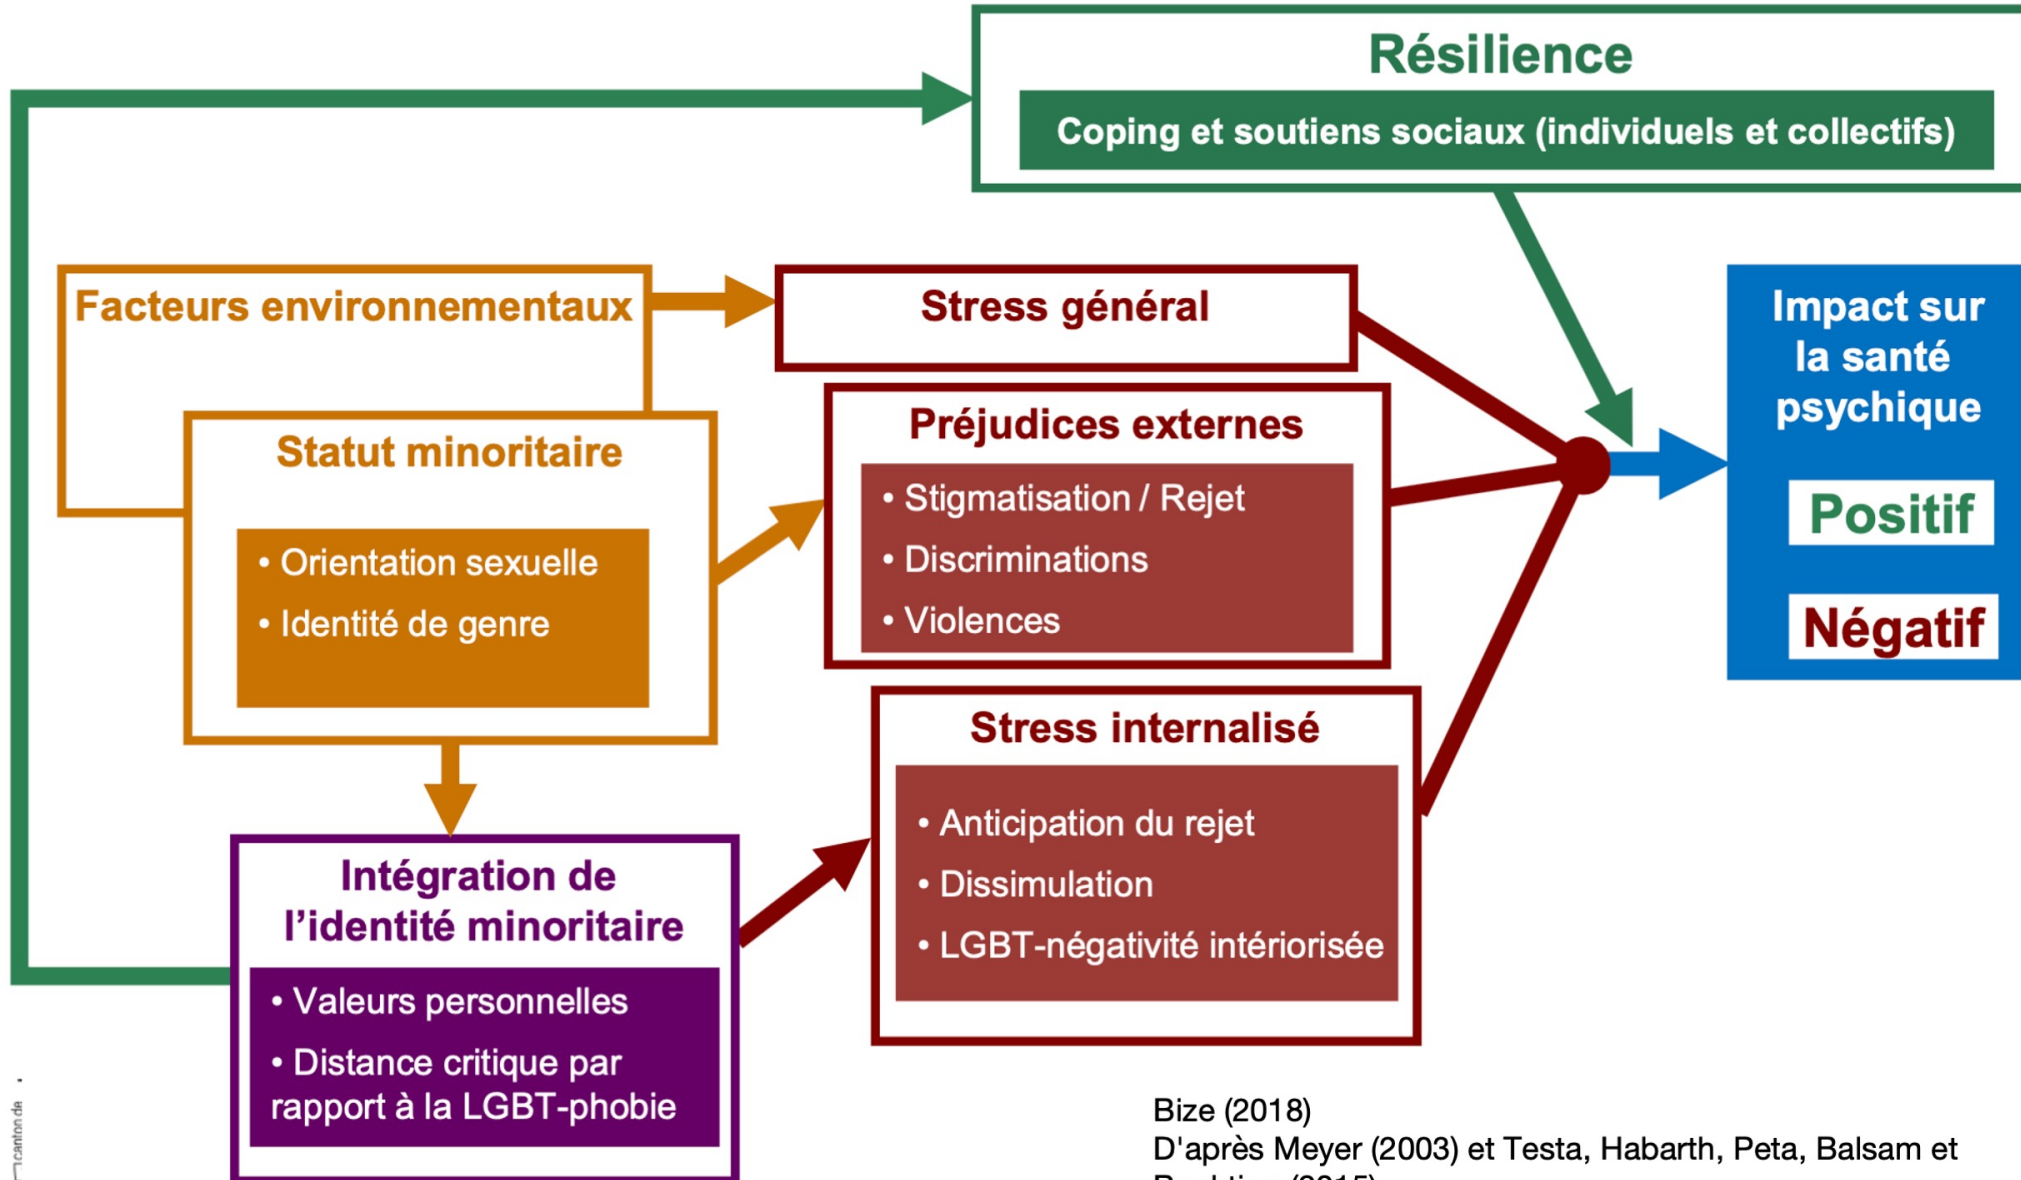 Résilience
Coping et soutiens sociaux (individuels et collectifs)
Facteurs environnementaux
Stress général
Impact sur
la santé
psychique
Positif
Négatif
Statut minoritaire
• Orientation sexuelle
• Identité de genre
Préjudices externes
• Stigmatisation / Rejet
• Discriminations
• Violences
Stress internalisé
• Anticipation du rejet
• Dissimulation
• LGBT-négativité intériorisée
Intégration de
l’identité minoritaire
• Valeurs personnelles
• Distance critique par
rapport à la LGBT-phobie
canton de
Bize (2018)
D'après Meyer (2003) et Testa, Habarth, Peta, Balsam et
(2015)